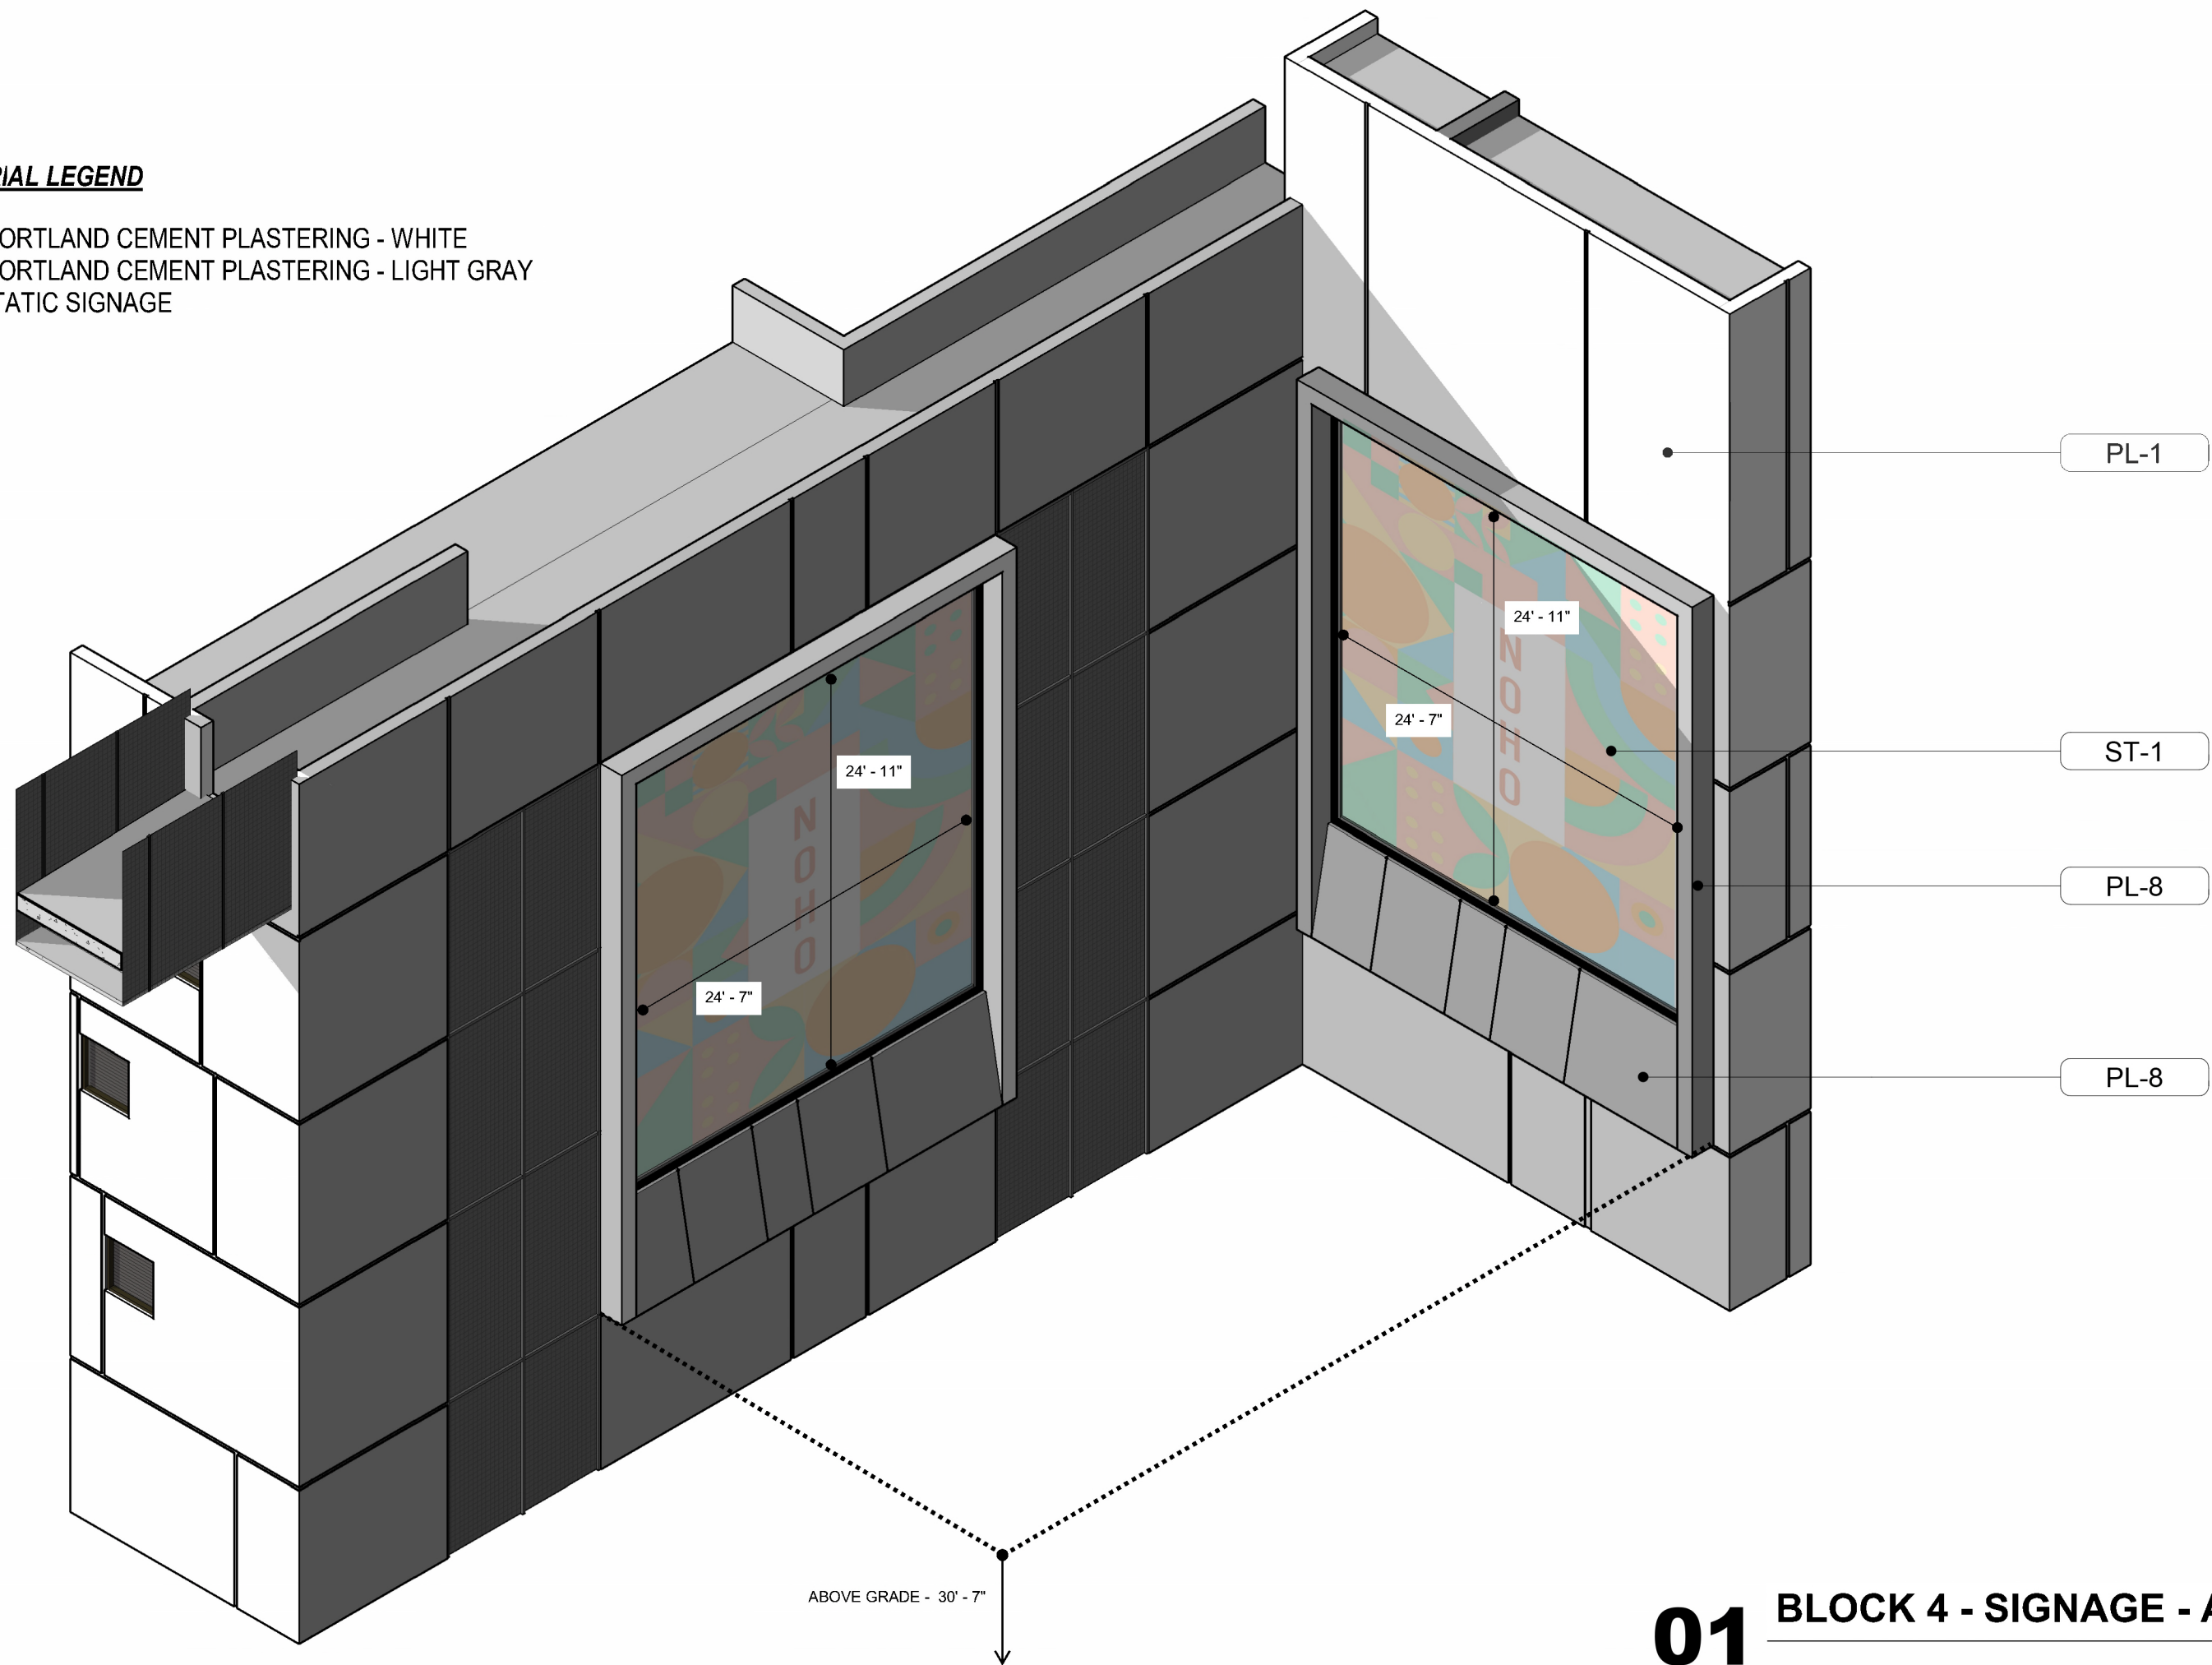 RIAL LEGEND
ORTLAND CEMENT PLASTERING - WHITE
ORTLAND CEMENT PLASTERING - LIGHT GRAY
TATIC SIGNAGE
PL-1
24' - 11"
NOHO
24' - 7"
ST-1
24' - 11"
NOHO
24' - 7"
PL-8
PL-8
ABOVE GRADE - 30' - 7"
01 BLOCK 4 - SIGNAGE - A